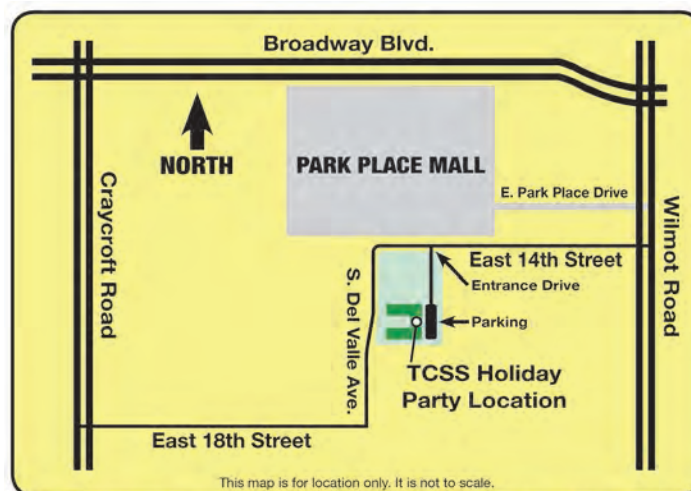 Broadway Blvd.
NORTH
PARK PLACE MALL
E. Park Place Drive
Craycroft Road
Wilmot Road
East 14th Street
Entrance Drive
S. Del Valle Ave.
Parking
TCSS Holiday
Party Location
East 18th Street
This map is for location only. It is not to scale.